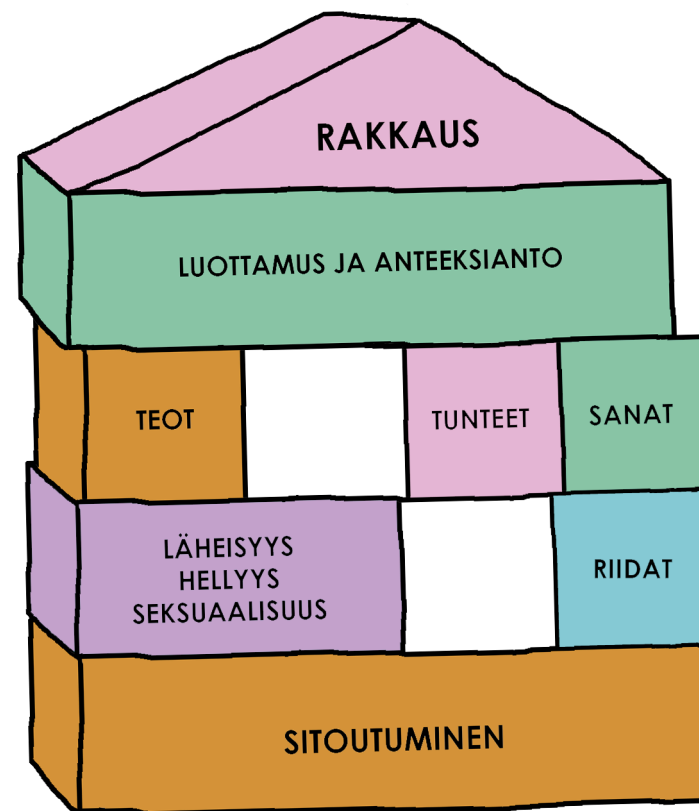 RAKKAUS
LUOTTAMUS JA ANTEEKSIANTO
TEOT
TUNTEET
SANAT
LÄHEISYYS
HELLYYS
SEKSUAALISUUS
RIIDAT
SITOUTUMINEN